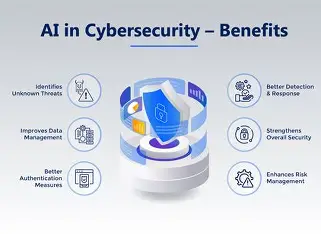 AI in Cybersecurity – Benefits
Identifies
Unknown Threats
Improves Data
Management
Better
Authentication
Measures
Better Detection
& Response
Strengthens
Overall Security
Enhances Risk
Management